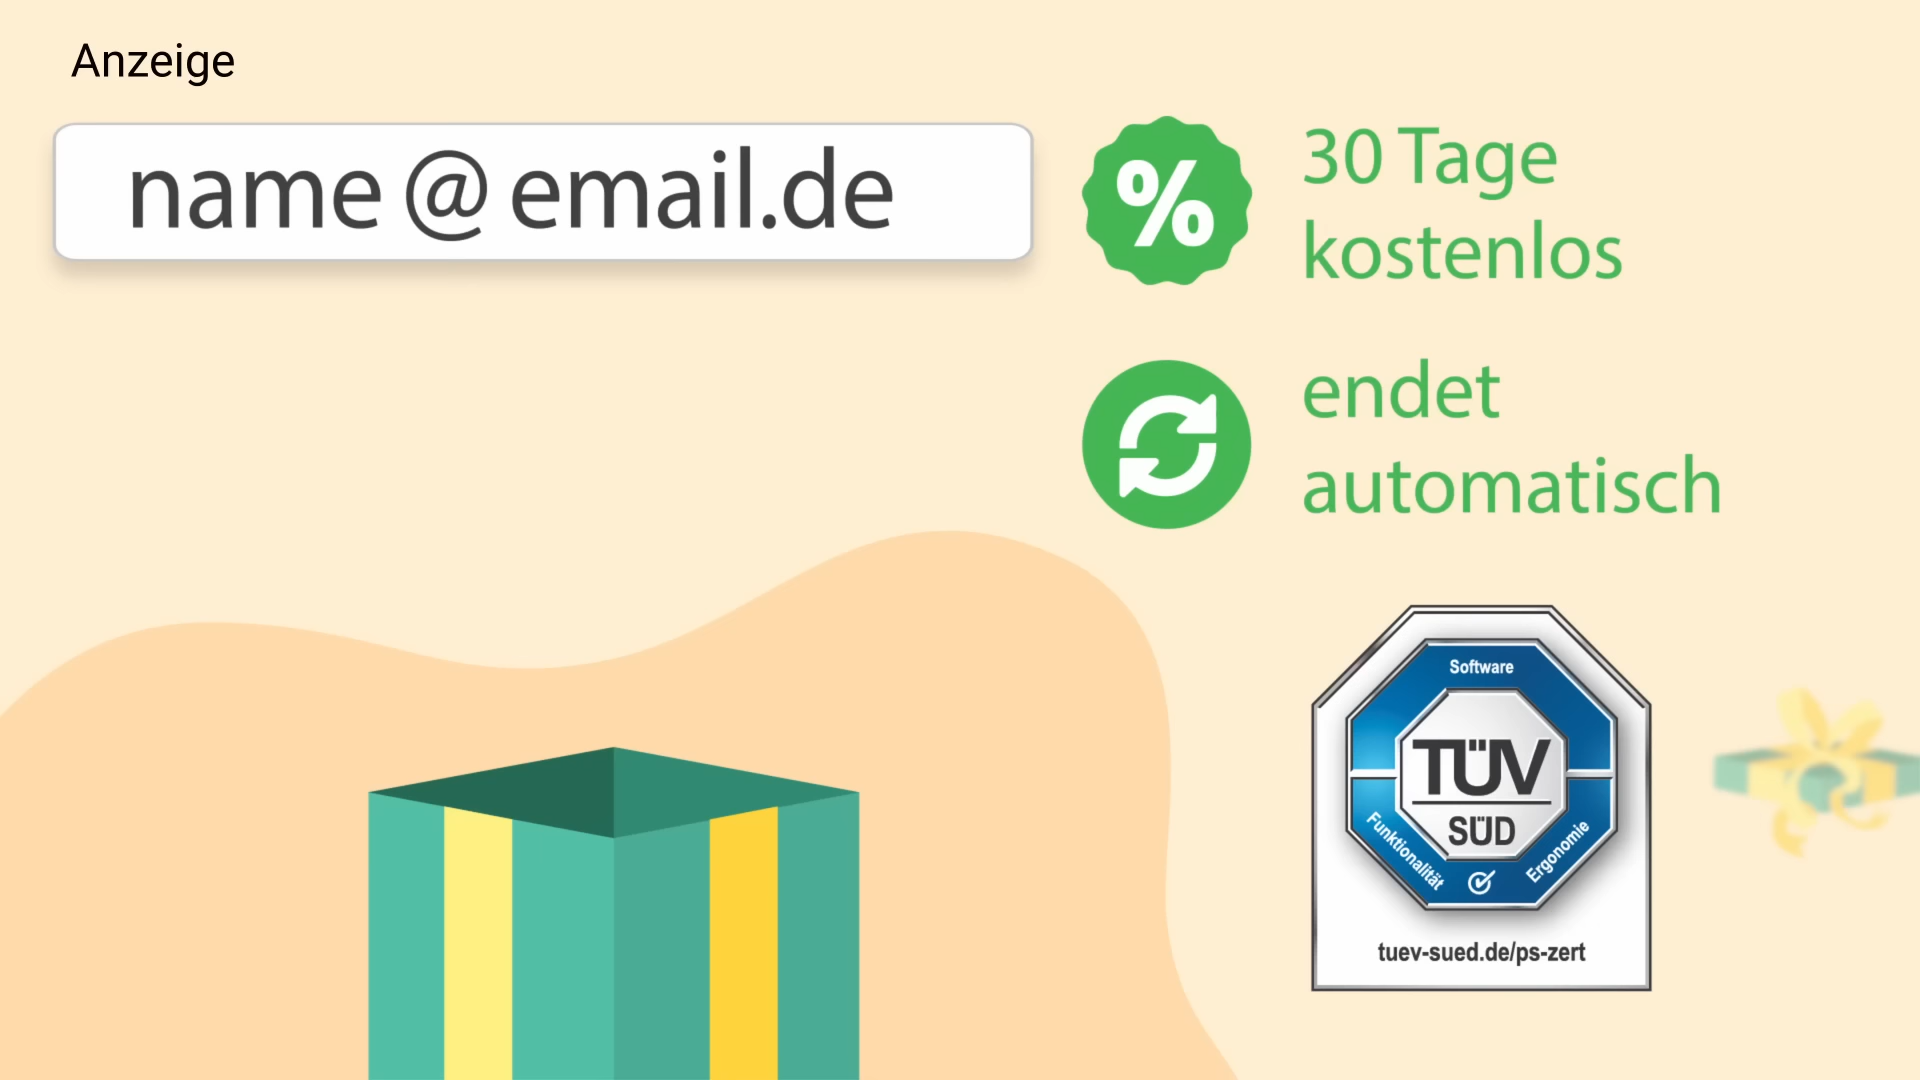 Anzeige
name@email.de
%
30 Tage
kostenlos
endet
automatisch
Software
TÜV
SÜD
Funktionalität
Ergonomie
tuev-sued.de/ps-zert